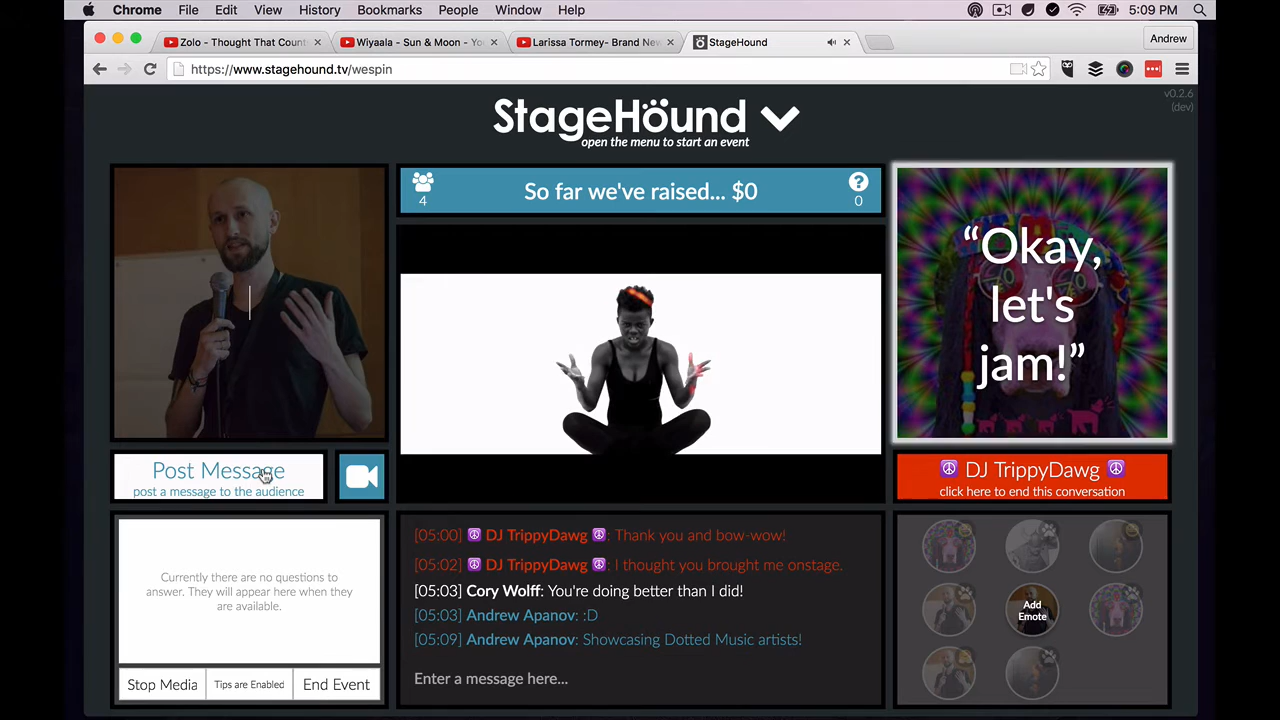 Chrome File Edit View History Bookmarks People Window Help 5:09 PM
Zolo - Thought That Coun
Wiyaala - Sun & Moon - Yo
Larissa Tormey- Brand Nev
StageHound
Andrew
https://www.stagehound.tv/wespin
v0.2.6
(dev)
StageHöund
open the menu to start an event
4
So far we've raised... $0
0
“Okay,
let's
jam!”
Post Message
post a message to the audience
DJ TrippyDawg
click here to end this conversation
Currently there are no questions to
answer. They will appear here when they
are available.
Stop Media
Tips are Enabled
End Event
[05:00] DJ TrippyDawg : Thank you and bow-wow!
[05:02] DJ TrippyDawg : I thought you brought me onstage.
[05:03] Cory Wolff: You're doing better than I did!
[05:03] Andrew Apanov: :D
[05:09] Andrew Apanov: Showcasing Dotted Music artists!
Enter a message here...
Add
Emote